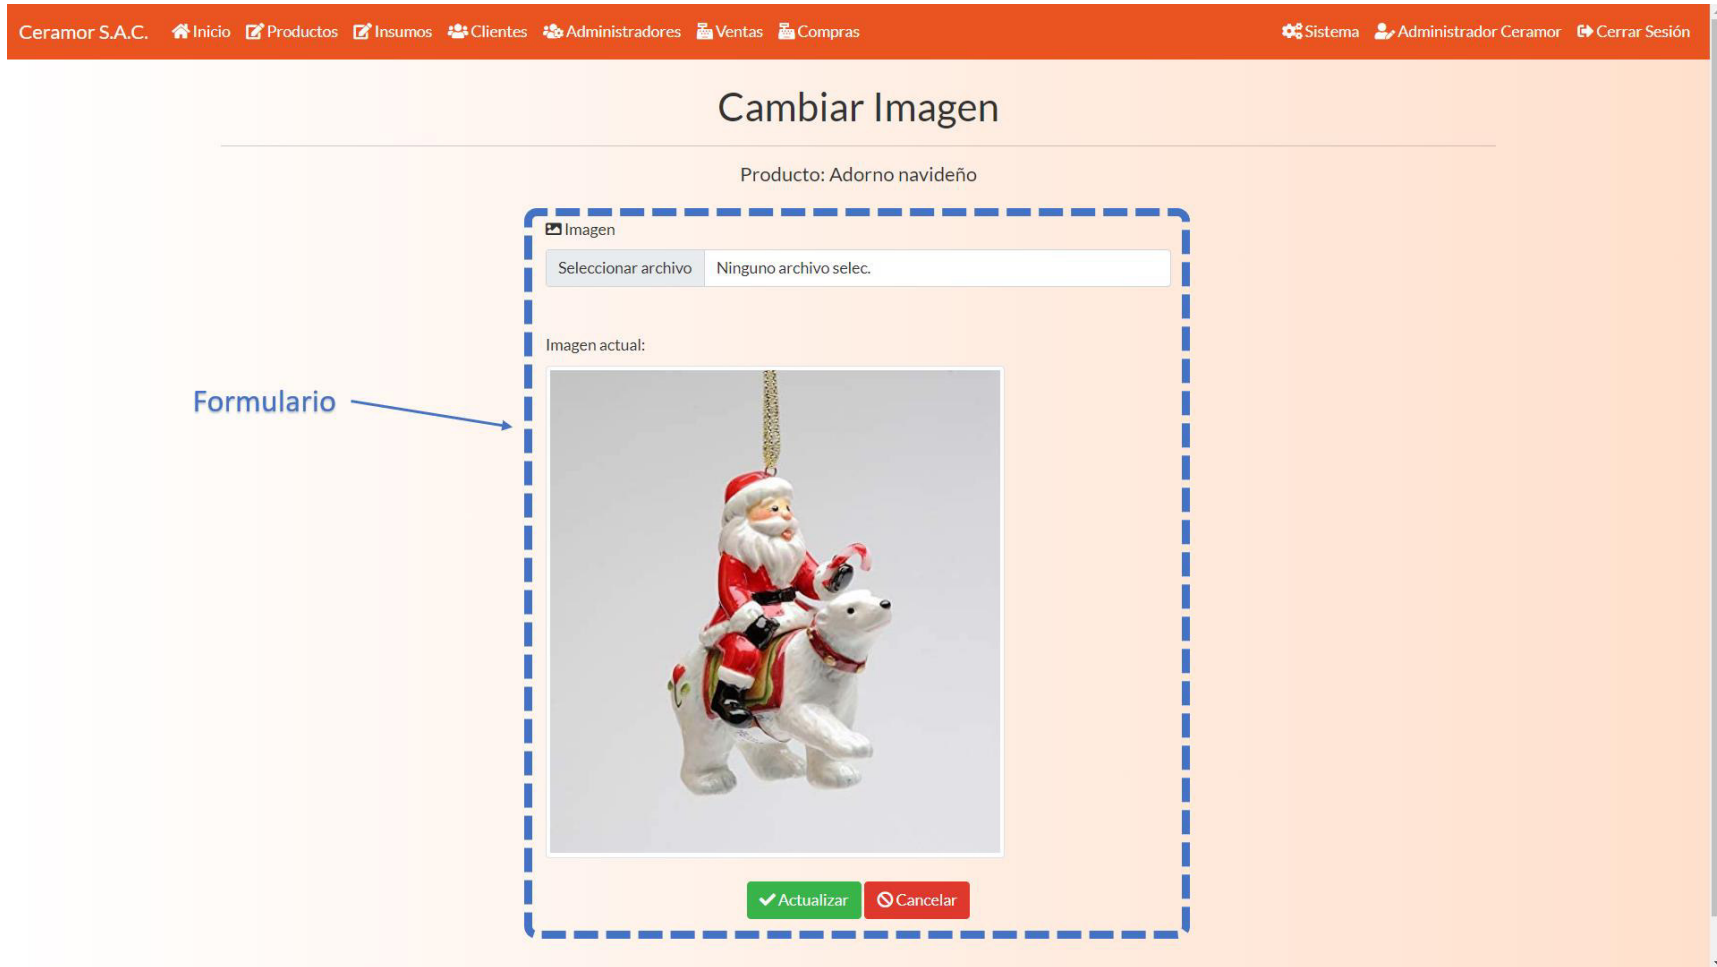 Ceramor S.A.C. Inicio Productos Insumos Clientes Administradores Ventas Compras Sistema Administrador Ceramor Cerrar Sesión
Cambiar Imagen
Producto: Adorno navideño
Imagen
Seleccionar archivo Ninguno archivo selec.
Imagen actual:
Formulario
Actualizar Cancelar